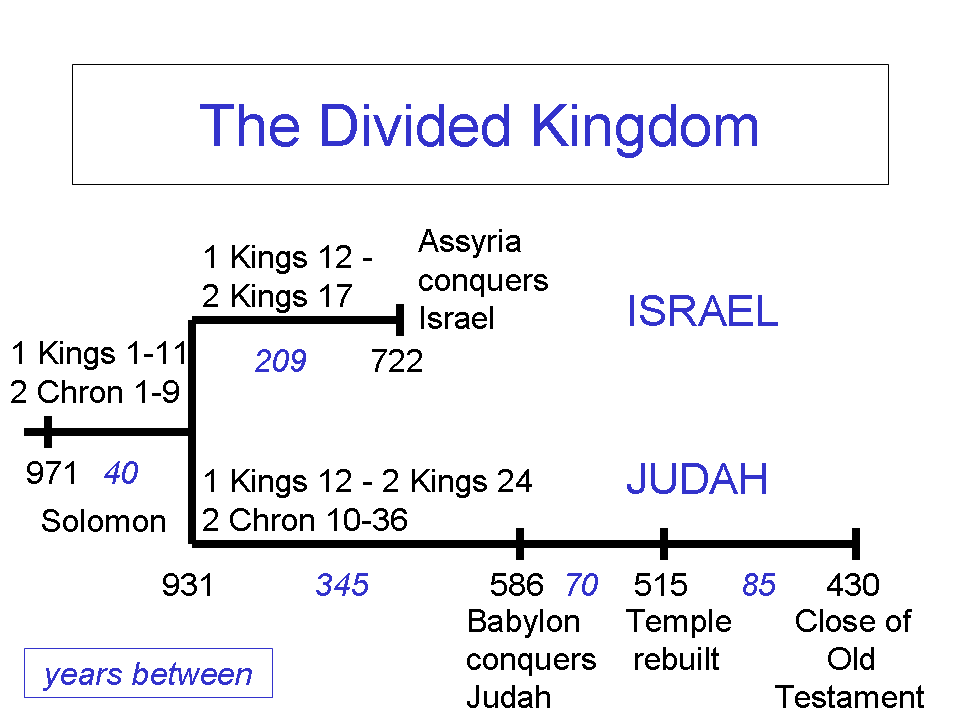 The Divided Kingdom
1 Kings 12 -
2 Kings 17
Assyria
conquers
Israel
ISRAEL
209
722
1 Kings 1-11
2 Chron 1-9
971
40
Solomon
1 Kings 12 - 2 Kings 24
2 Chron 10-36
JUDAH
931
345
586
70
515
85
430
Babylon
conquers
Judah
Temple
rebuilt
Close of
Old
Testament
years between